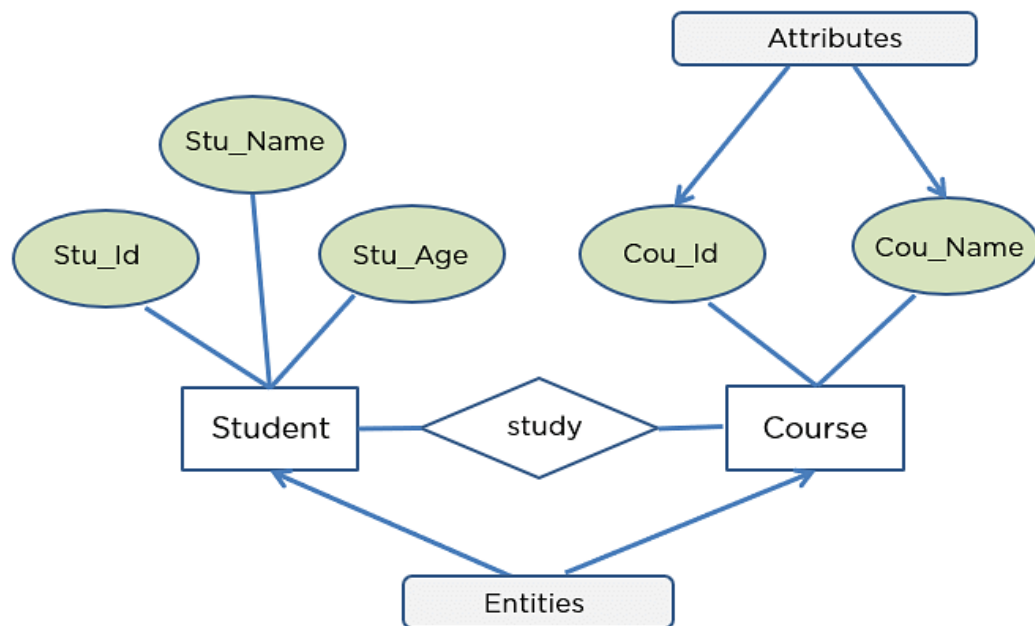 Attributes
Stu_Name
Stu_Id
Stu_Age
Cou_Id
Cou_Name
Student
study
Course
Entities